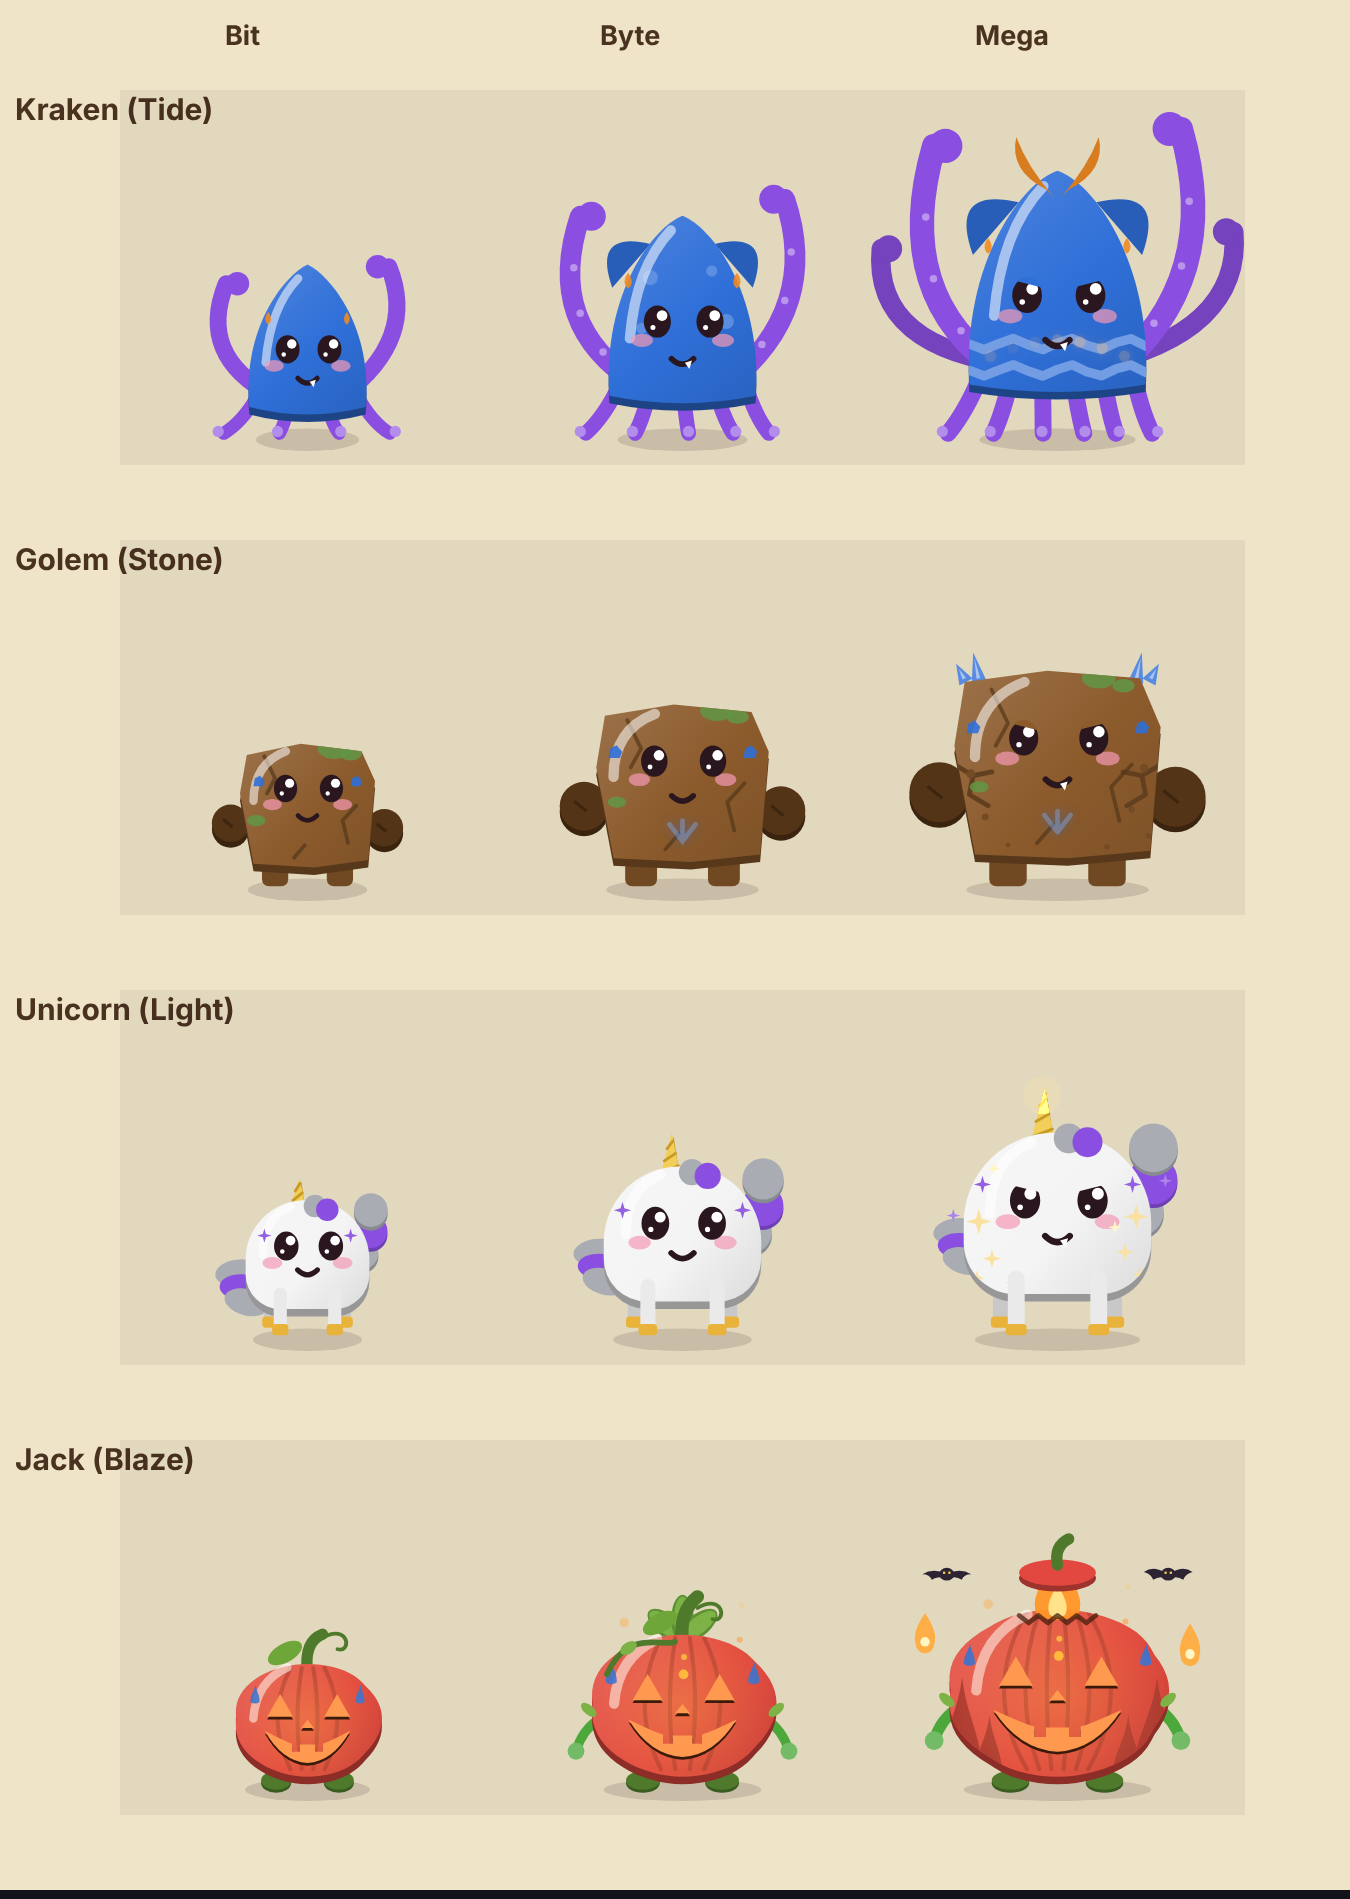 Bit Byte Mega
Kraken (Tide)
Golem (Stone)
Unicorn (Light)
Jack (Blaze)